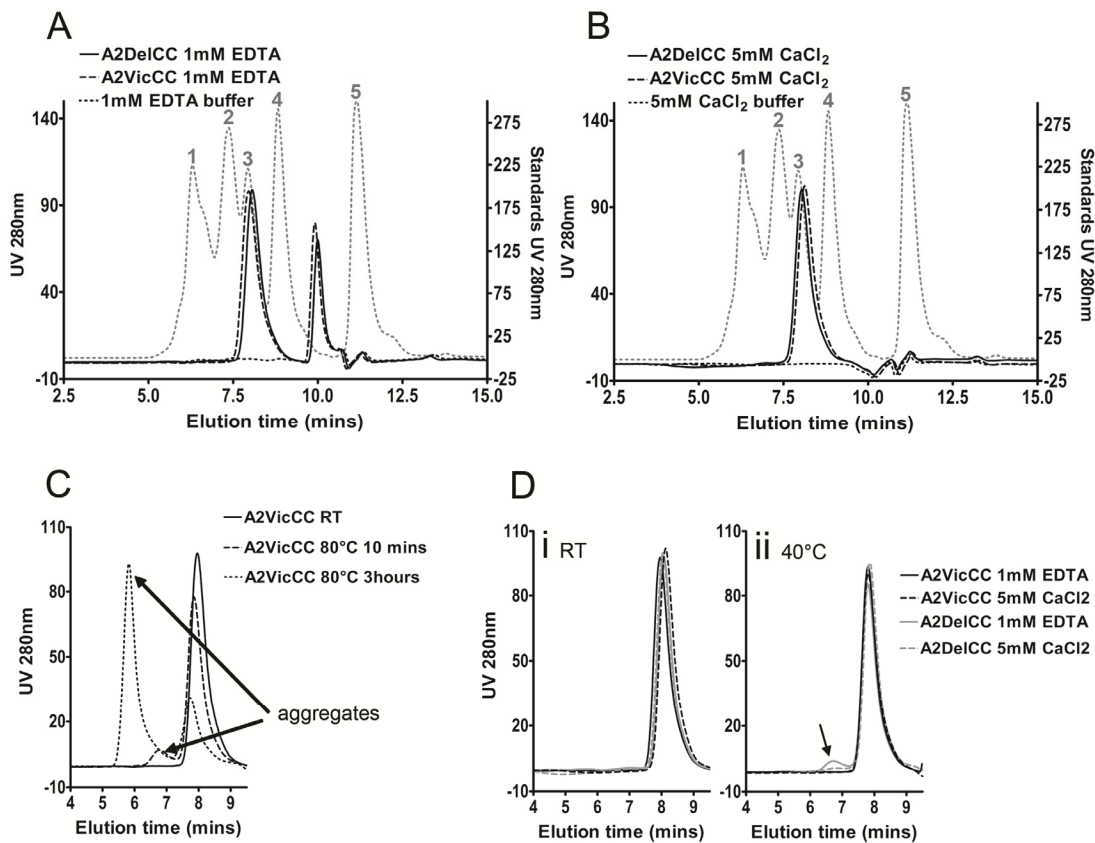 A
A2DelCC 1mM EDTA
A2VicCC 1mM EDTA
1mM EDTA buffer
1
2
3
4
5
140
90
40
-10
275
225
175
125
75
25
-25
UV 280nm
Standards UV 280nm
2.5 5.0 7.5 10.0 12.5 15.0
Elution time (mins)
B
A2DelCC 5mM CaCl₂
A2VicCC 5mM CaCl₂
5mM CaCl₂ buffer
1
2
3
4
5
140
90
40
-10
275
225
175
125
75
25
-25
UV 280nm
Standards UV 280nm
2.5 5.0 7.5 10.0 12.5 15.0
Elution time (mins)
C
A2VicCC RT
A2VicCC 80°C 10 mins
A2VicCC 80°C 3hours
aggregates
110
80
50
20
-10
UV 280nm
4 5 6 7 8 9
Elution time (mins)
D
i RT
110
80
50
20
-10
UV 280nm
4 5 6 7 8 9
Elution time (mins)
ii 40°C
110
80
50
20
-10
4 5 6 7 8 9
Elution time (mins)
A2VicCC 1mM EDTA
A2VicCC 5mM CaCl2
A2DelCC 1mM EDTA
A2DelCC 5mM CaCl2